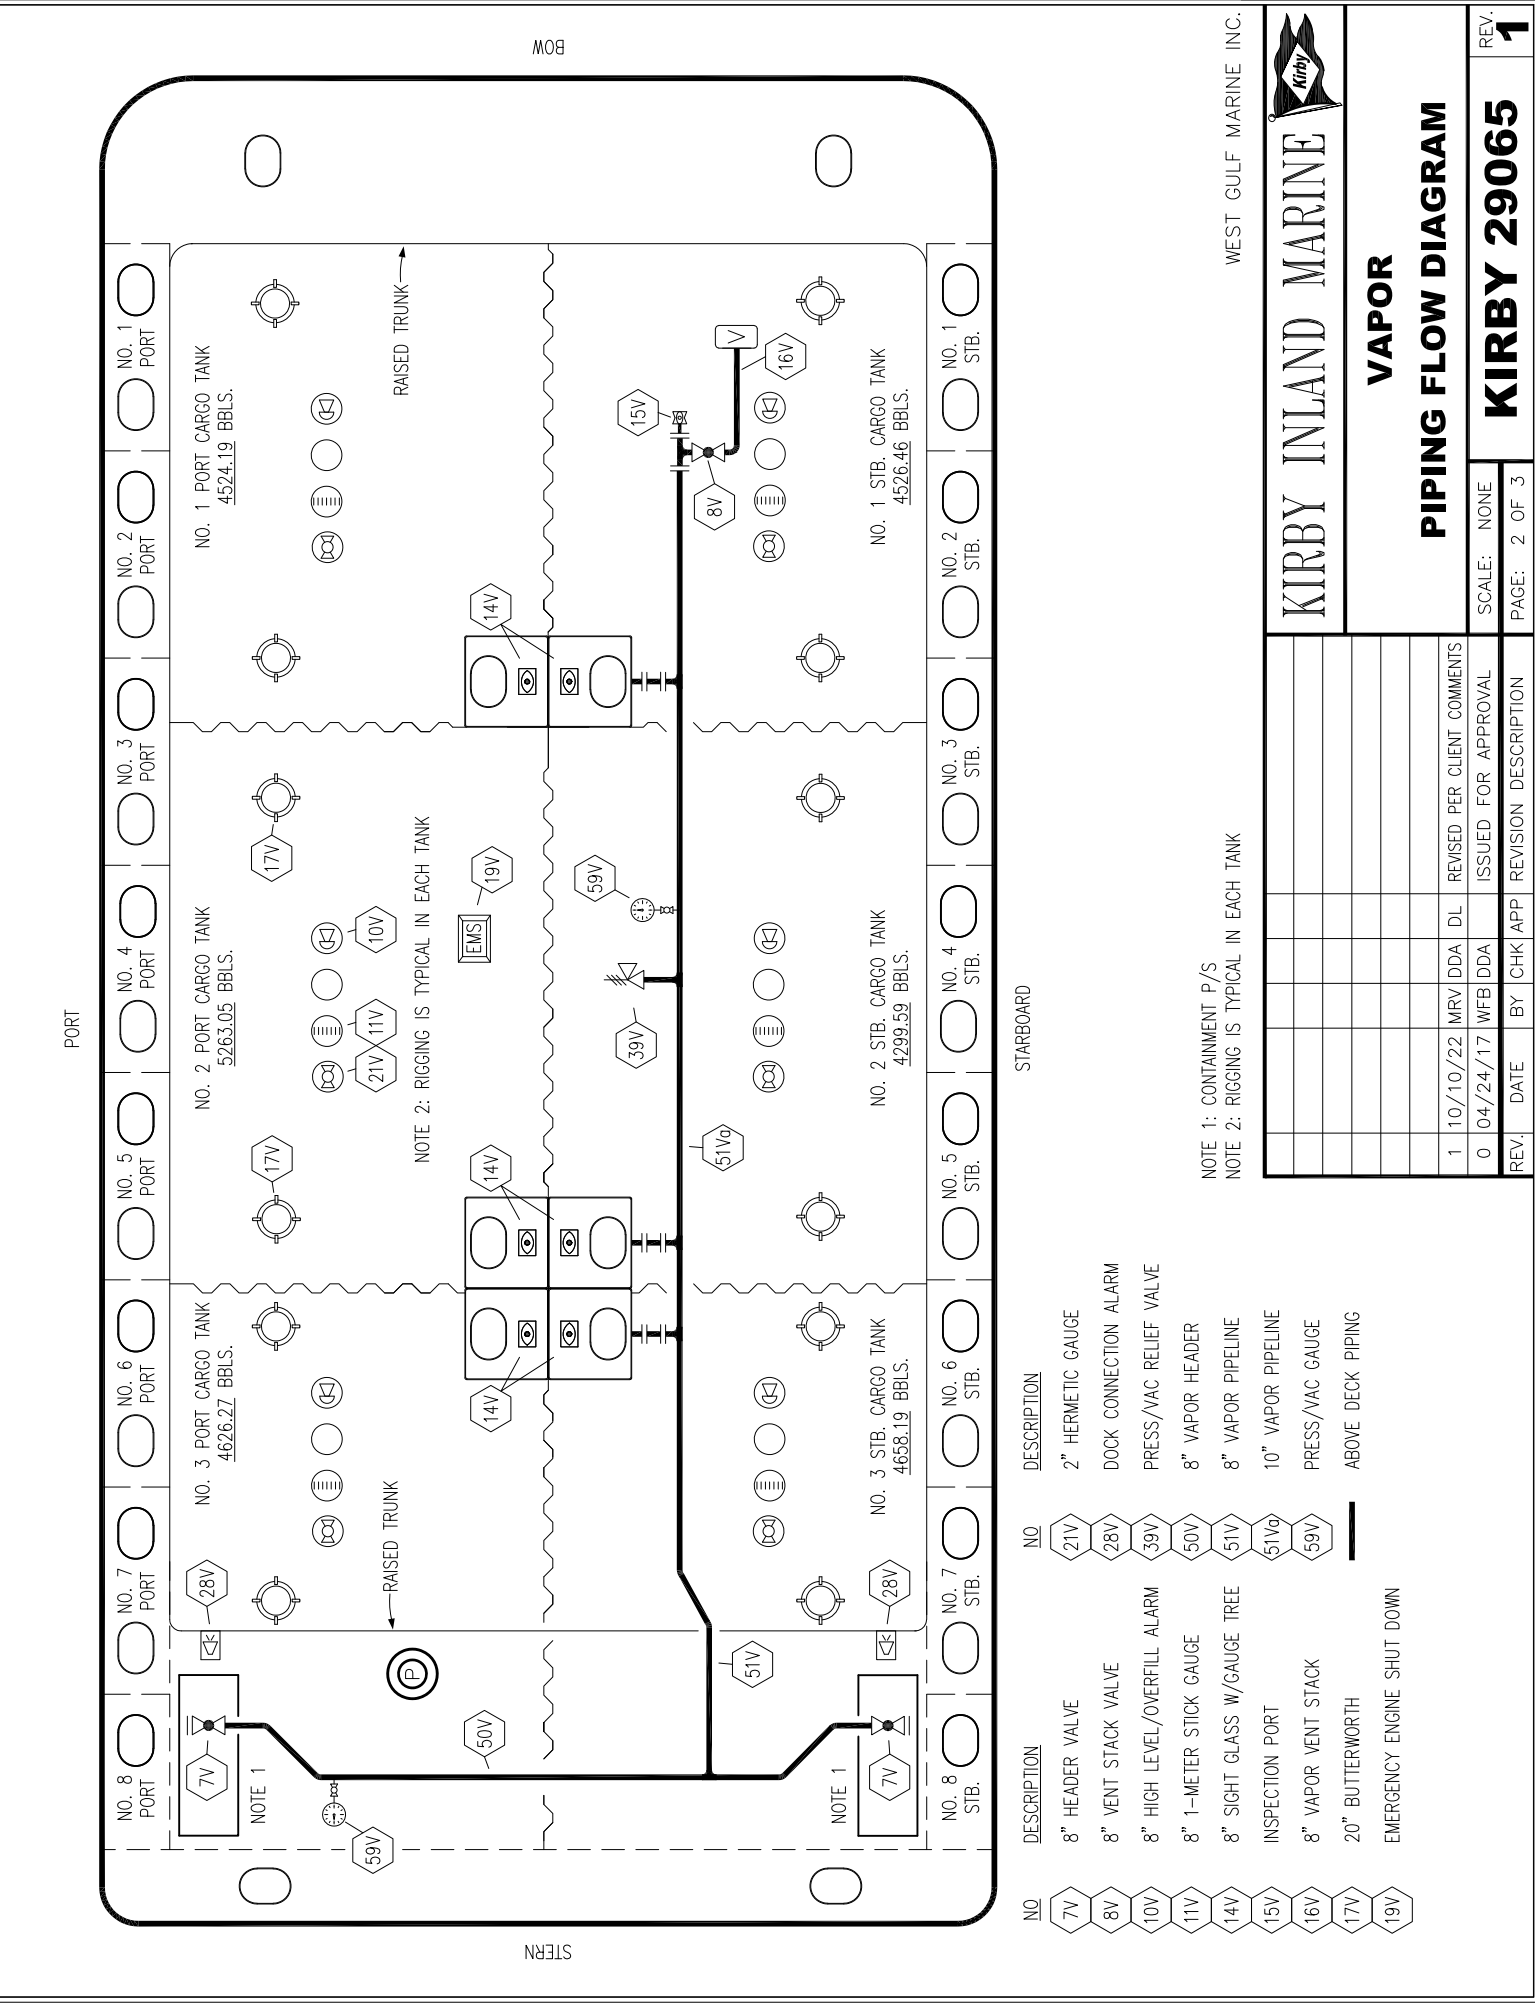 PORT
STARBOARD
BOW
STERN
NO. 8
PORT
NO. 7
PORT
NO. 6
PORT
NO. 5
PORT
NO. 4
PORT
NO. 3
PORT
NO. 2
PORT
NO. 1
PORT
NO. 3 PORT CARGO TANK
4626.27 BBLS.
NO. 2 PORT CARGO TANK
5263.05 BBLS.
NO. 1 PORT CARGO TANK
4524.19 BBLS.
28V
7V
NOTE 1
59V
RAISED TRUNK
P
50V
17V
17V
21V
11V
10V
NOTE 2: RIGGING IS TYPICAL IN EACH TANK
EMS
19V
14V
14V
14V
RAISED TRUNK
59V
39V
51Va
51V
15V
8V
V
16V
28V
7V
NOTE 1
NO. 3 STB. CARGO TANK
4658.19 BBLS.
NO. 2 STB. CARGO TANK
4299.59 BBLS.
NO. 1 STB. CARGO TANK
4526.46 BBLS.
NO. 8
STB.
NO. 7
STB.
NO. 6
STB.
NO. 5
STB.
NO. 4
STB.
NO. 3
STB.
NO. 2
STB.
NO. 1
STB.
NO DESCRIPTION
7V 8" HEADER VALVE
8V 8" VENT STACK VALVE
10V 8" HIGH LEVEL/OVERFILL ALARM
11V 8" 1-METER STICK GAUGE
14V 8" SIGHT GLASS W/GAUGE TREE
15V INSPECTION PORT
16V 8" VAPOR VENT STACK
17V 20" BUTTERWORTH
19V EMERGENCY ENGINE SHUT DOWN
NO DESCRIPTION
21V 2" HERMETIC GAUGE
28V DOCK CONNECTION ALARM
39V PRESS/VAC RELIEF VALVE
50V 8" VAPOR HEADER
51V 8" VAPOR PIPELINE
51Va 10" VAPOR PIPELINE
59V PRESS/VAC GAUGE
ABOVE DECK PIPING
NOTE 1: CONTAINMENT P/S
NOTE 2: RIGGING IS TYPICAL IN EACH TANK
WEST GULF MARINE INC.
1 10/10/22 MRV DDA DL REVISED PER CLIENT COMMENTS
0 04/24/17 WFB DDA ISSUED FOR APPROVAL
REV. DATE BY CHK APP REVISION DESCRIPTION
KIRBY INLAND MARINE
Kirby
VAPOR
PIPING FLOW DIAGRAM
SCALE: NONE
PAGE: 2 OF 3
KIRBY 29065
REV.
1